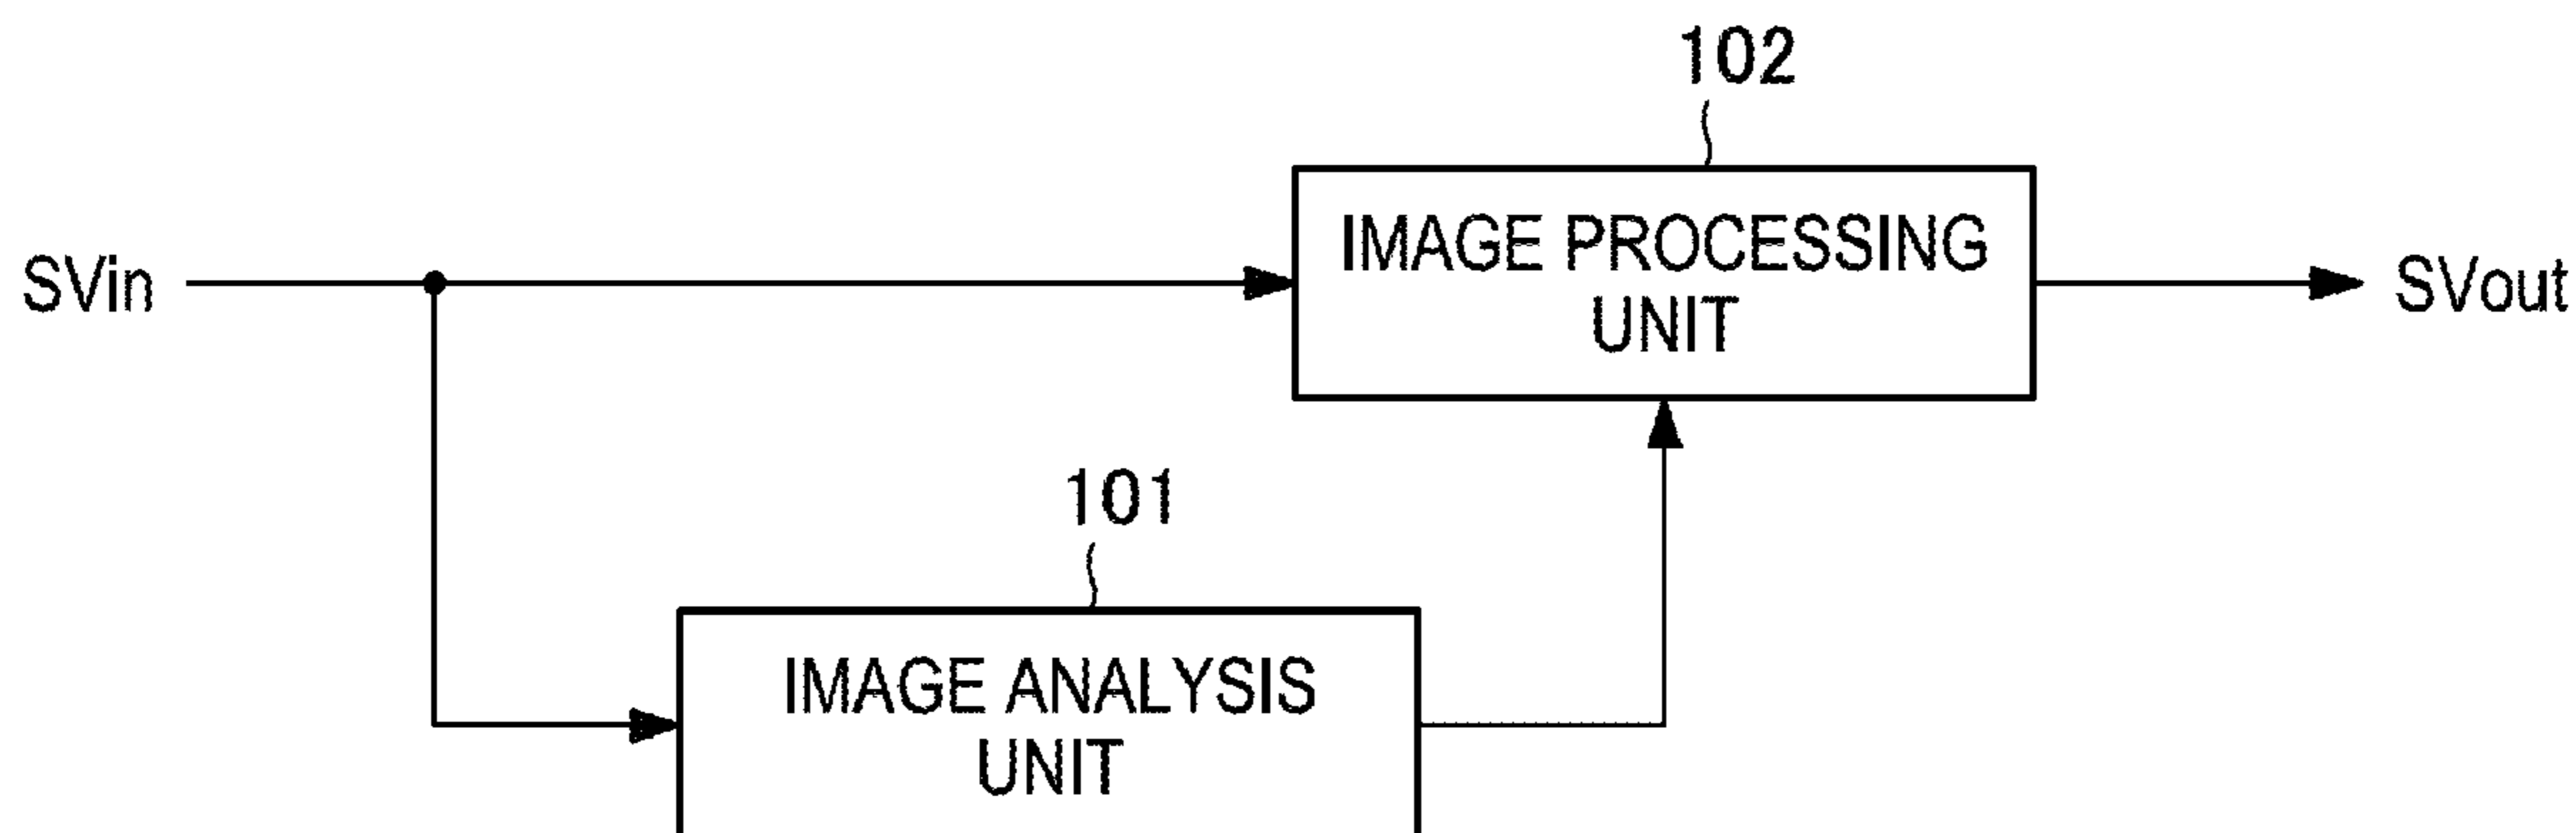 102
SVin
IMAGE PROCESSING
UNIT
SVout
101
IMAGE ANALYSIS
UNIT